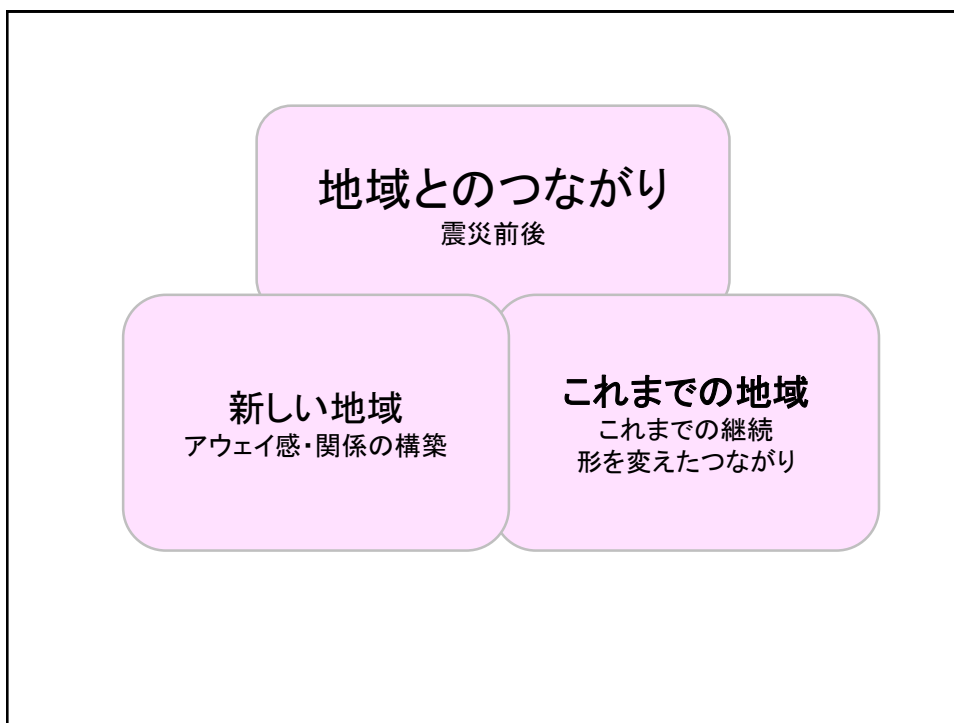 地域とのつながり
震災前後
新しい地域
アウェイ感・関係の構築
これまでの地域
これまでの継続
形を変えたつながり